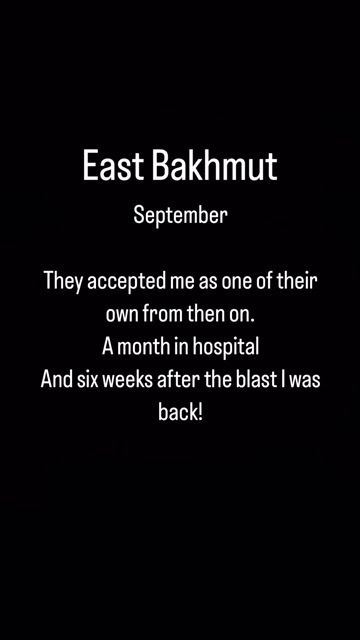 East Bakhmut
September
They accepted me as one of their
own from then on.
A month in hospital
And six weeks after the blast I was
back!